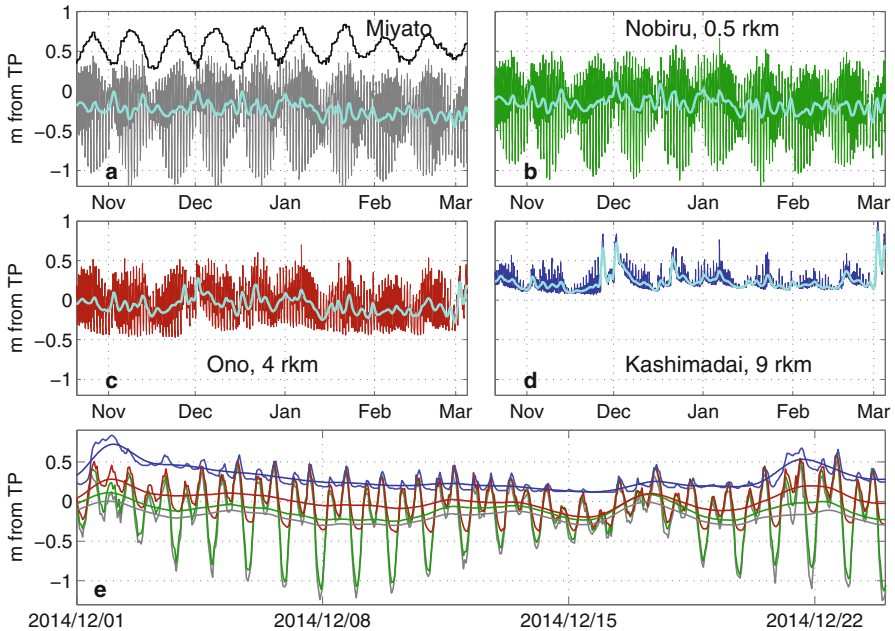 1
0.5
0
−0.5
−1
m from TP
Miyato
a
Nov Dec Jan Feb Mar
Nobiru, 0.5 rkm
b
Nov Dec Jan Feb Mar
1
0.5
0
−0.5
−1
m from TP
Ono, 4 rkm
c
Nov Dec Jan Feb Mar
Kashimadai, 9 rkm
d
Nov Dec Jan Feb Mar
0.5
0
−0.5
−1
m from TP
e
2014/12/01 2014/12/08 2014/12/15 2014/12/22